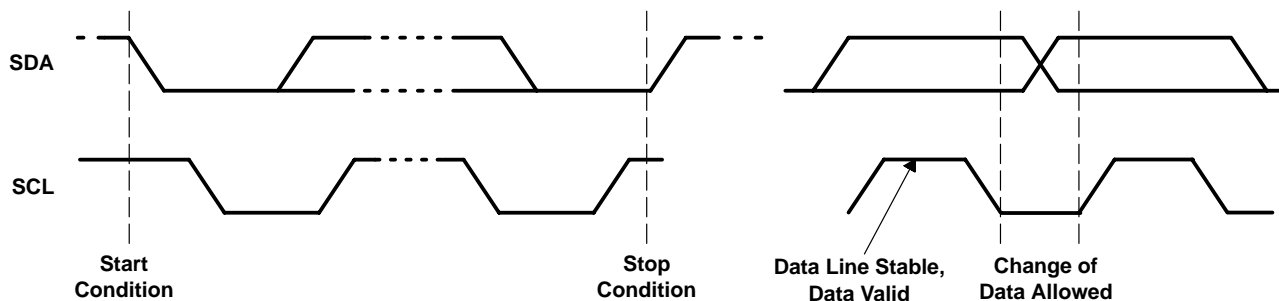 SDA
SCL
Start
Condition
Stop
Condition
Data Line Stable,
Data Valid
Change of
Data Allowed